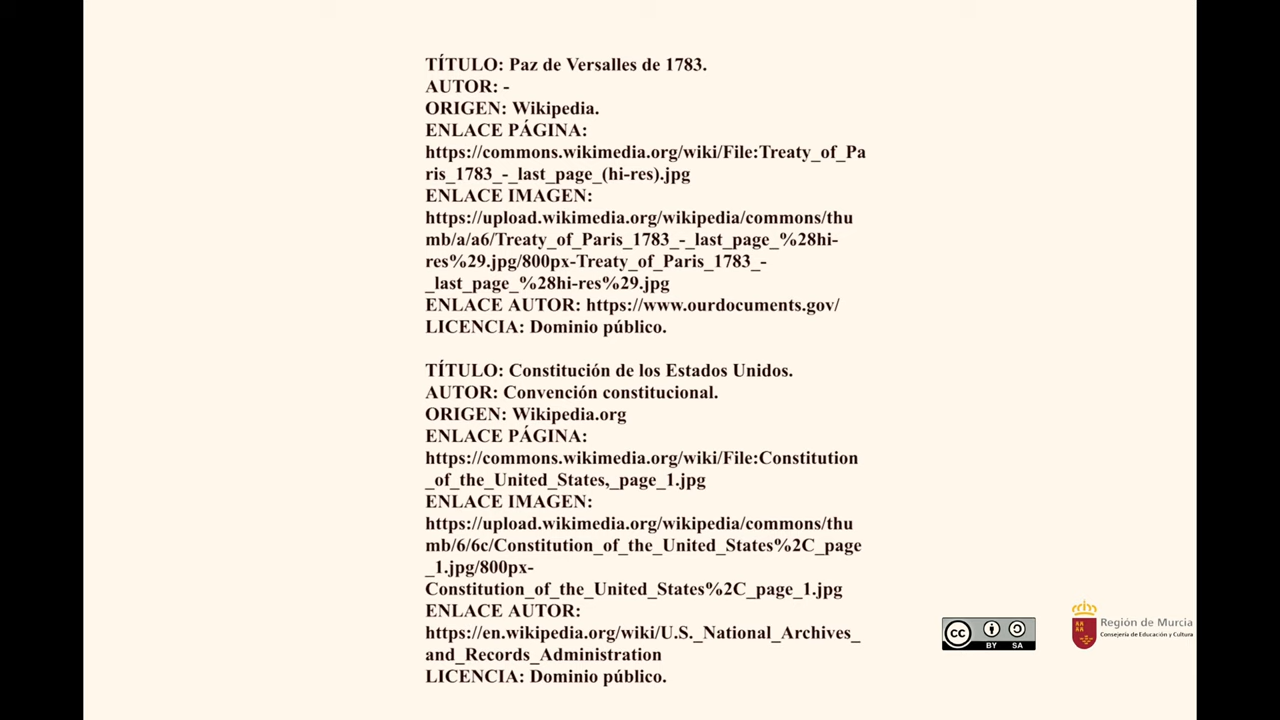 TÍTULO: Paz de Versalles de 1783.
AUTOR: -
ORIGEN: Wikipedia.
ENLACE PÁGINA:
https://commons.wikimedia.org/wiki/File:Treaty_of_Pa
ris_1783_-_last_page_(hi-res).jpg
ENLACE IMAGEN:
https://upload.wikimedia.org/wikipedia/commons/thu
mb/a/a6/Treaty_of_Paris_1783_-_last_page_%28hi-
res%29.jpg/800px-Treaty_of_Paris_1783_-
_last_page_%28hi-res%29.jpg
ENLACE AUTOR: https://www.ourdocuments.gov/
LICENCIA: Dominio público.
TÍTULO: Constitución de los Estados Unidos.
AUTOR: Convención constitucional.
ORIGEN: Wikipedia.org
ENLACE PÁGINA:
https://commons.wikimedia.org/wiki/File:Constitution
_of_the_United_States,_page_1.jpg
ENLACE IMAGEN:
https://upload.wikimedia.org/wikipedia/commons/thu
mb/6/6c/Constitution_of_the_United_States%2C_page
_1.jpg/800px-
Constitution_of_the_United_States%2C_page_1.jpg
ENLACE AUTOR:
https://en.wikipedia.org/wiki/U.S._National_Archives_
and_Records_Administration
LICENCIA: Dominio público.
cc BY SA
Región de Murcia
Consejería de Educación y Cultura